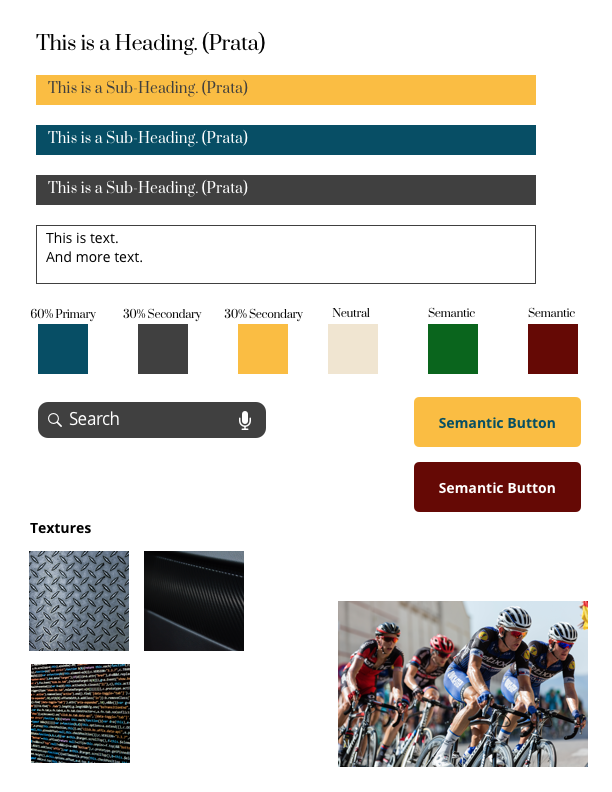 This is a Heading. (Prata)
This is a Sub-Heading. (Prata)
This is a Sub-Heading. (Prata)
This is a Sub-Heading. (Prata)
This is text.
And more text.
60% Primary
30% Secondary
30% Secondary
Neutral
Semantic
Semantic
Search
Semantic Button
Semantic Button
Textures